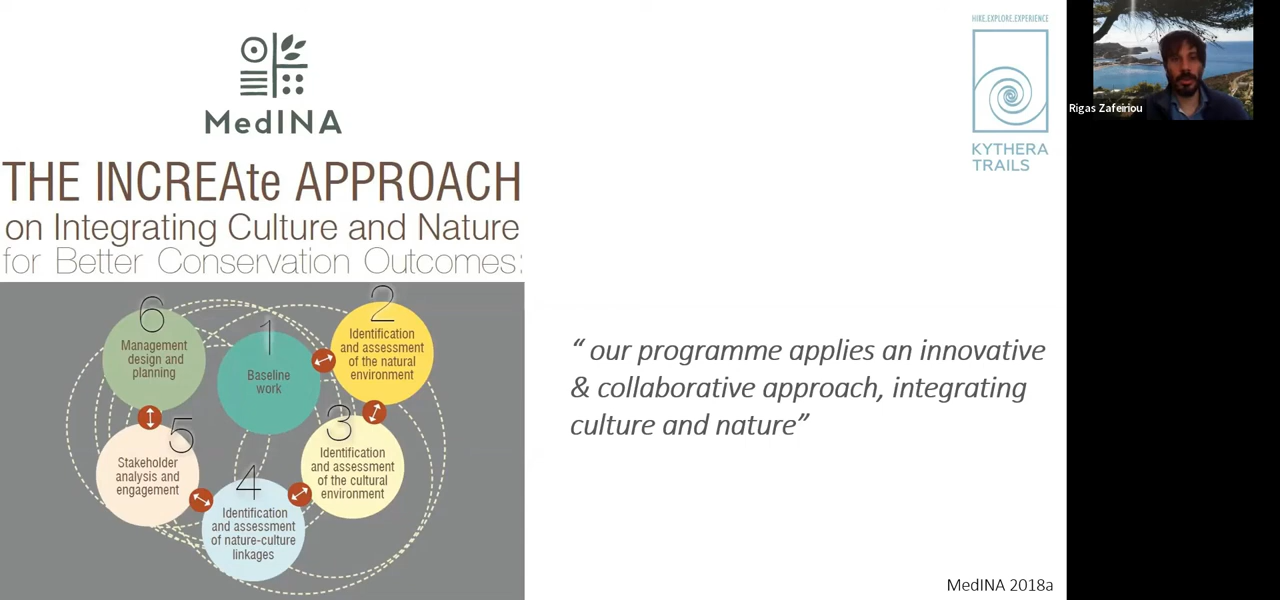 MedINA
THE INCREAte APPROACH
on Integrating Culture and Nature
for Better Conservation Outcomes:
1
Baseline
work
2
Identification
and assessment
of the natural
environment
3
Identification
and assessment
of the cultural
environment
4
Identification
and assessment
of nature-culture
linkages
5
Stakeholder
analysis and
engagement
6
Management
design and
planning
HIKE.EXPLORE.EXPERIENCE
KYTHERA
TRAILS
“ our programme applies an innovative
& collaborative approach, integrating
culture and nature”
MedINA 2018a
Rigas Zafeiriou